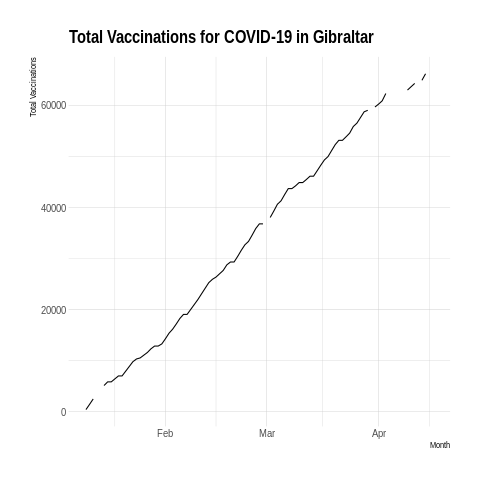 Total Vaccinations for COVID-19 in Gibraltar
Total Vaccinations
60000
40000
20000
0
Feb Mar Apr
Month